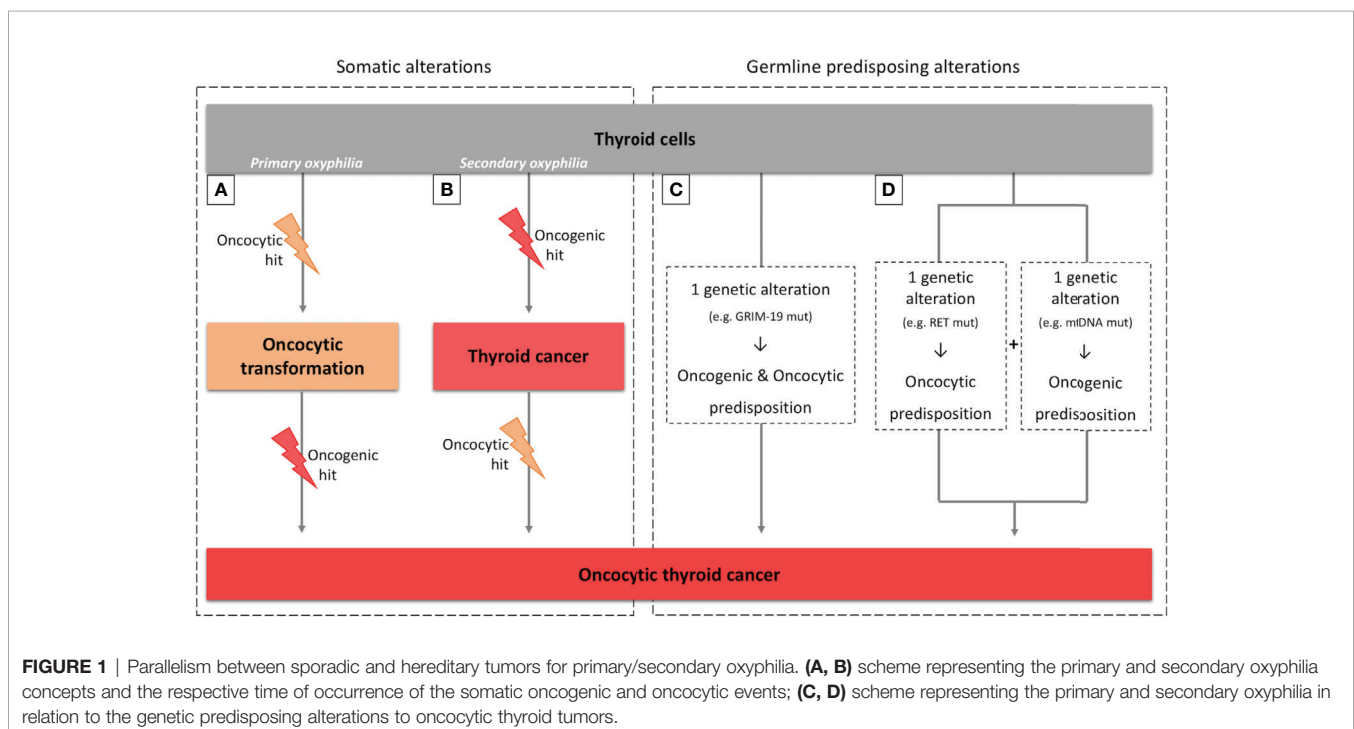 Somatic alterations
Germline predisposing alterations
Thyroid cells
Primary oxyphilia
Secondary oxyphilia
A
Oncocytic
hit
Oncocytic
transformation
Oncogenic
hit
B
Oncogenic
hit
Thyroid cancer
Oncocytic
hit
C
1 genetic alteration
(e.g. GRIM-19 mut)
↓
Oncogenic & Oncocytic
predisposition
D
1 genetic
alteration
(e.g. RET mut)
↓
Oncocytic
predisposition
+
1 genetic
alteration
(e.g. mtDNA mut)
↓
Oncogenic
predisposition
Oncocytic thyroid cancer
FIGURE 1 | Parallelism between sporadic and hereditary tumors for primary/secondary oxyphilia. (A, B) scheme representing the primary and secondary oxyphilia
concepts and the respective time of occurrence of the somatic oncogenic and oncocytic events; (C, D) scheme representing the primary and secondary oxyphilia in
relation to the genetic predisposing alterations to oncocytic thyroid tumors.